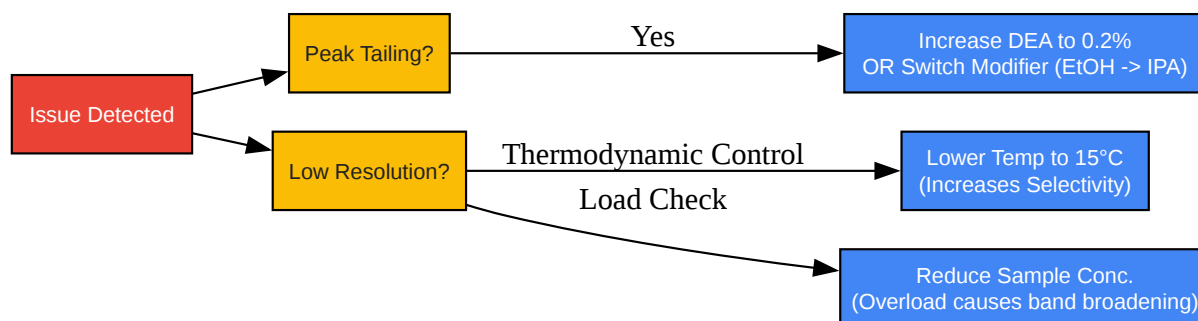 Issue Detected
Peak Tailing?
Yes
Increase DEA to 0.2%
OR Switch Modifier (EtOH -> IPA)
Low Resolution?
Thermodynamic Control
Lower Temp to 15°C
(Increases Selectivity)
Load Check
Reduce Sample Conc.
(Overload causes band broadening)